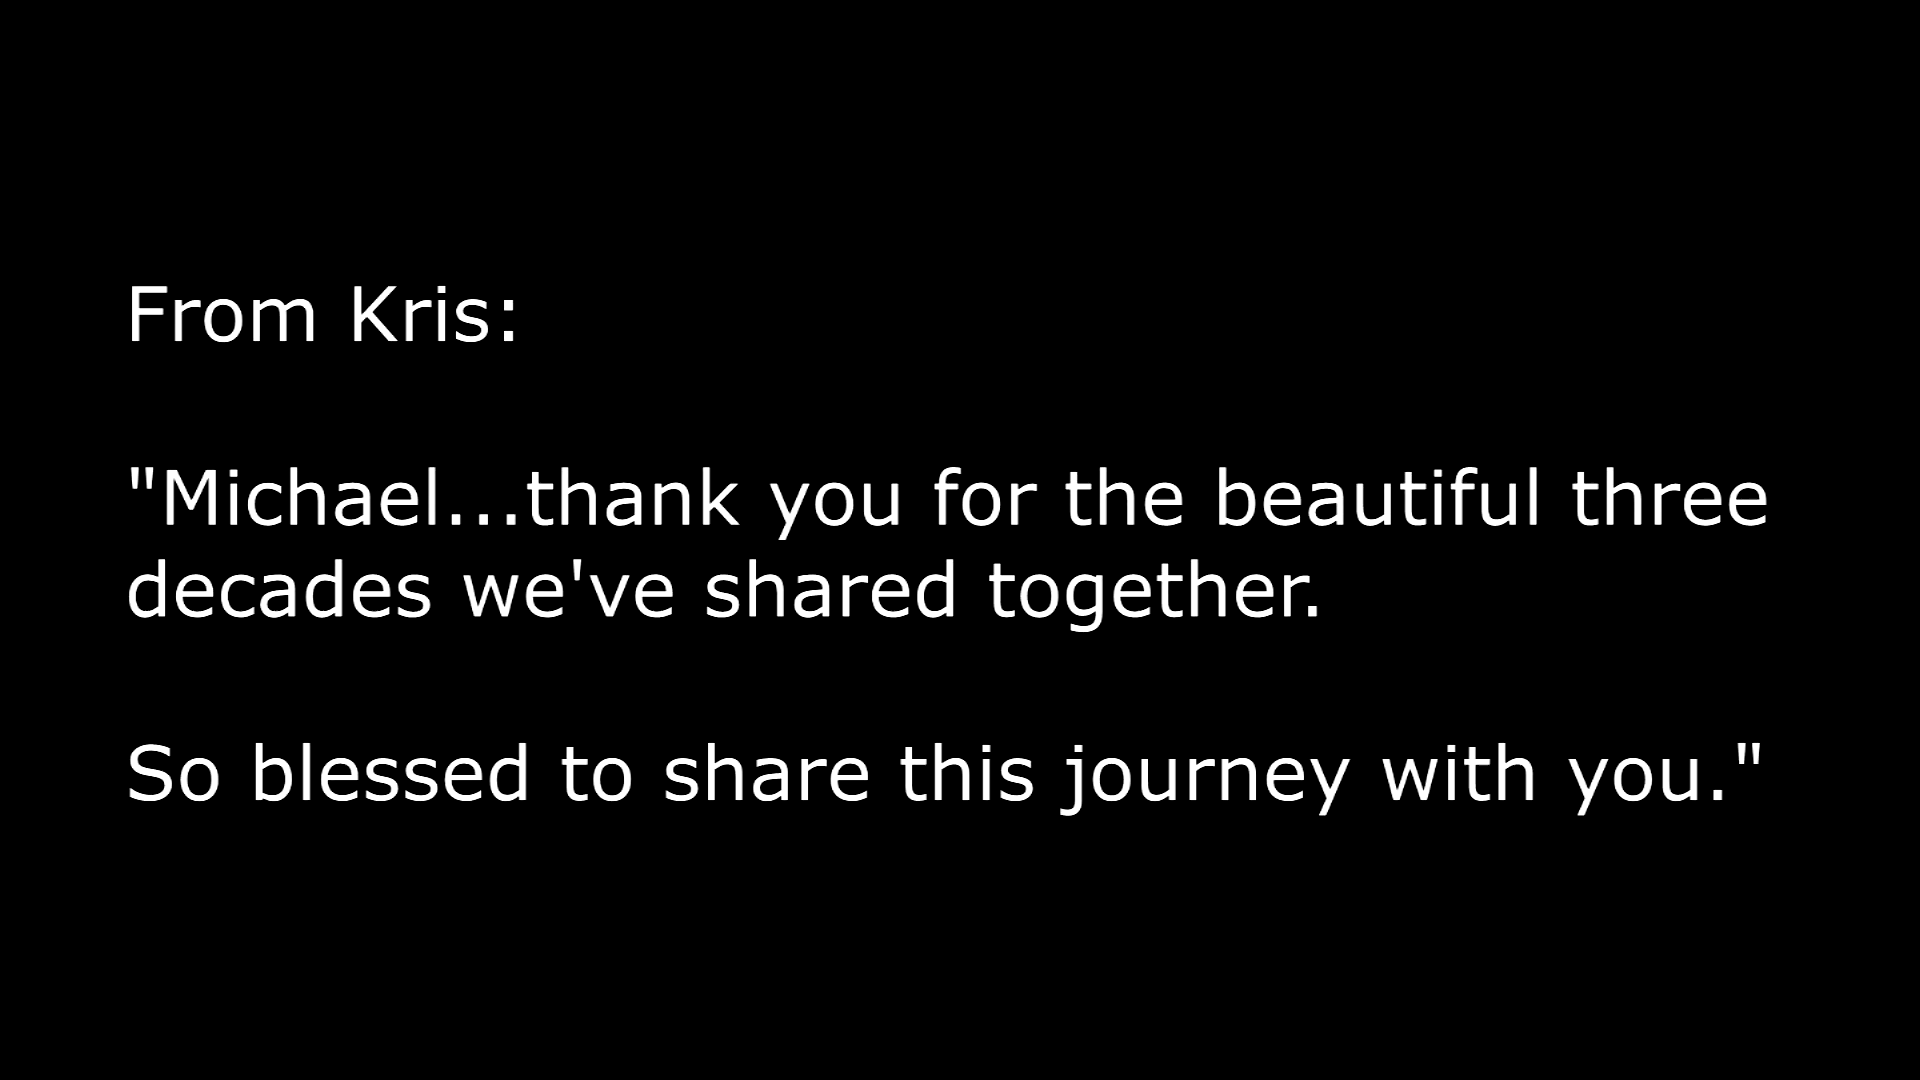 From Kris:
"Michael...thank you for the beautiful three
decades we've shared together.
So blessed to share this journey with you."